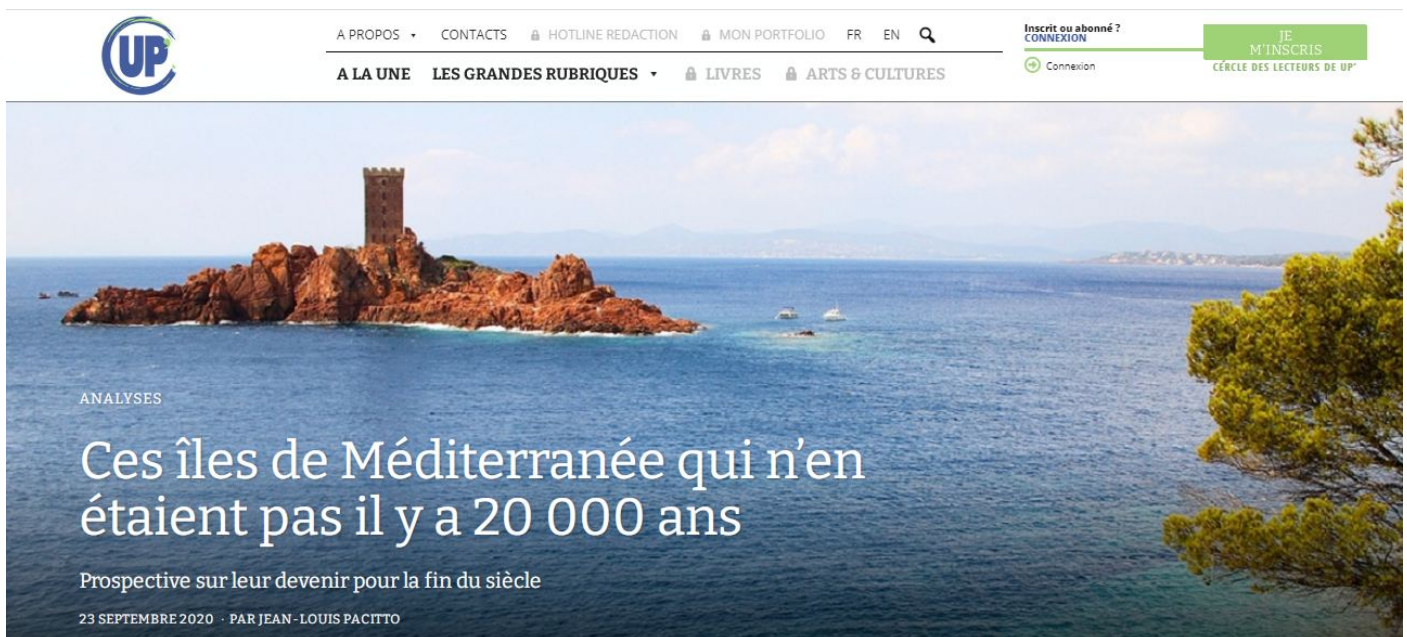 UP'
A PROPOS
CONTACTS
HOTLINE REDACTION
MON PORTFOLIO
FR
EN
A LA UNE
LES GRANDES RUBRIQUES
LIVRES
ARTS & CULTURES
Inscrit ou abonné ?
CONNEXION
Connexion
JE
M'INSCRIS
CERCLE DES LECTEURS DE UP'
ANALYSES
Ces îles de Méditerranée qui n’en
étaient pas il y a 20 000 ans
Prospective sur leur devenir pour la fin du siècle
23 SEPTEMBRE 2020 · PAR JEAN-LOUIS PACITTO